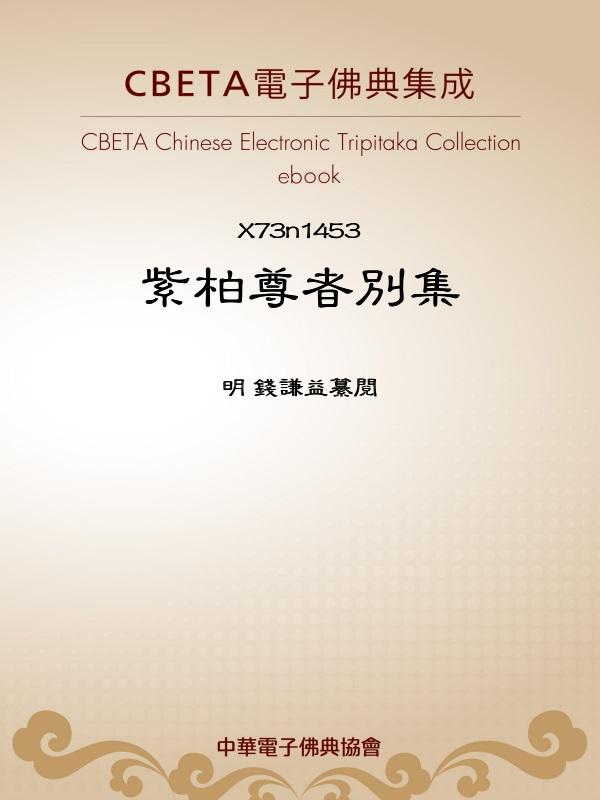 CBETA電子佛典集成
CBETA Chinese Electronic Tripitaka Collection
ebook
X73n1453
紫柏尊者別集
明 錢謙益纂閱
中華電子佛典協會